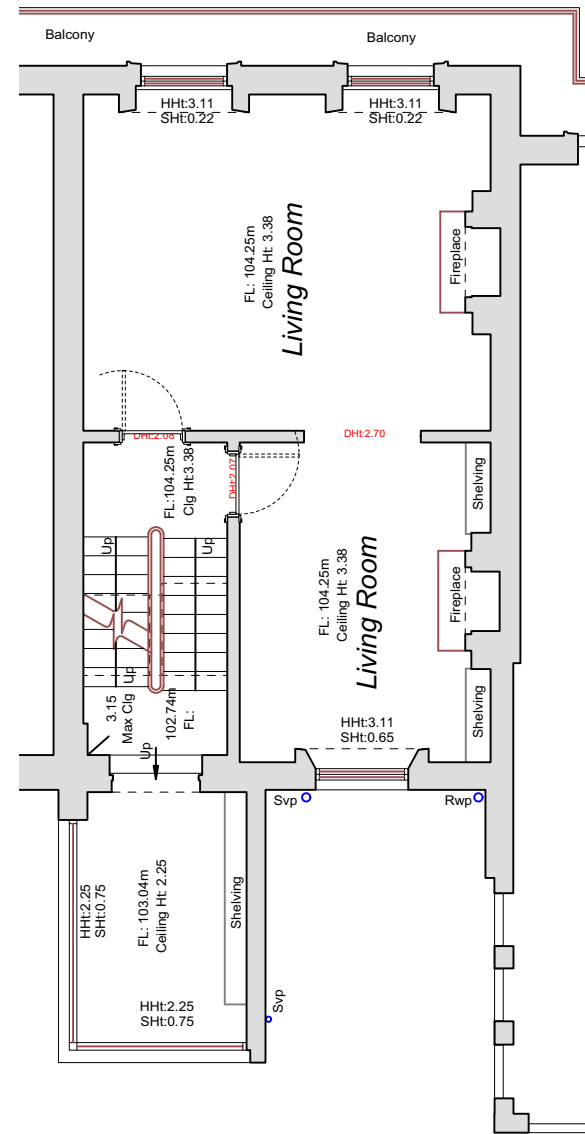 Balcony
Balcony
HHt:3.11
SHt:0.22
HHt:3.11
SHt:0.22
FL: 104.25m
Ceiling Ht: 3.38
Living Room
Fireplace
DHt:2.08
DHt:2.70
FL:104.25m
Clg Ht:3.38
DHt:2.07
Shelving
Up
Up
FL: 104.25m
Ceiling Ht: 3.38
Living Room
Fireplace
Up
3.15
Max Clg
102.74m
FL:
Up
Shelving
HHt:3.11
SHt:0.65
Svp
Rwp
HHt:2.25
SHt:0.75
FL: 103.04m
Ceiling Ht: 2.25
Shelving
HHt:2.25
SHt:0.75
Svp